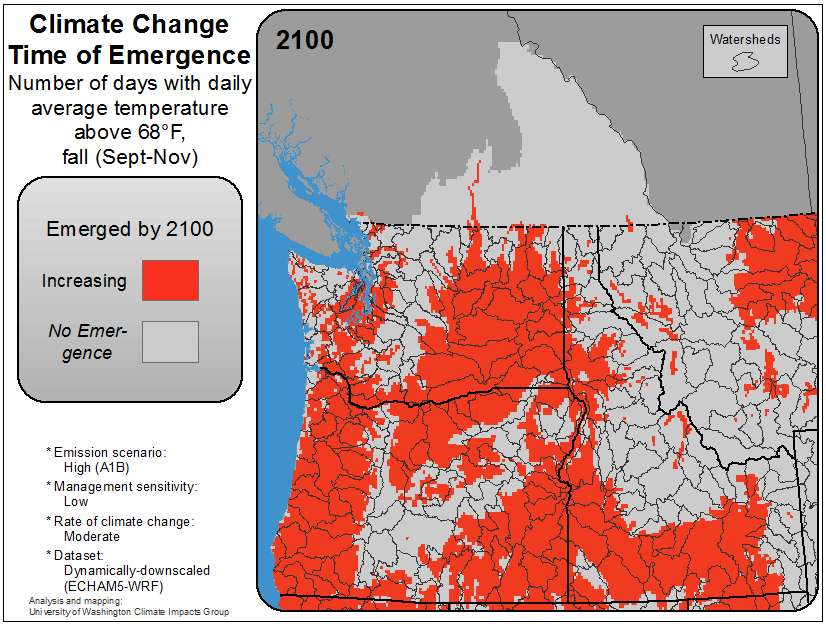 Climate Change
Time of Emergence
Number of days with daily
average temperature
above 68°F,
fall (Sept-Nov)
2100
Watersheds
Emerged by 2100
Increasing
No Emer-
gence
* Emission scenario:
High (A1B)
* Management sensitivity:
Low
* Rate of climate change:
Moderate
* Dataset:
Dynamically-downscaled
(ECHAM5-WRF)
Analysis and mapping:
University of Washington Climate Impacts Group